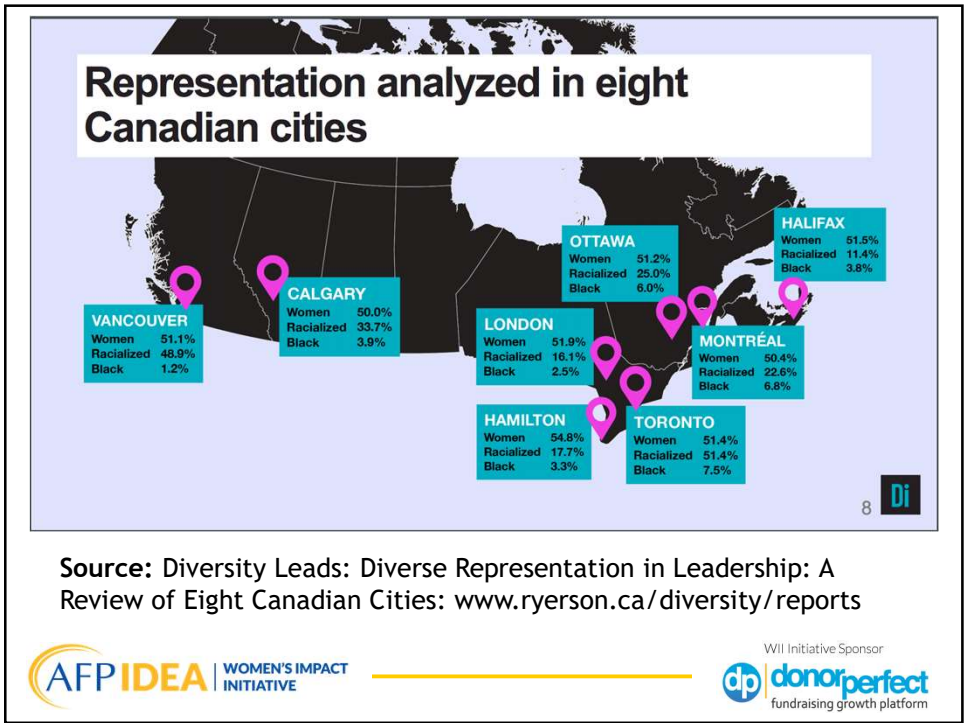 Representation analyzed in eight
Canadian cities
VANCOUVER
Women 51.1%
Racialized 48.9%
Black 1.2%
CALGARY
Women 50.0%
Racialized 33.7%
Black 3.9%
OTTAWA
Women 51.2%
Racialized 25.0%
Black 6.0%
HALIFAX
Women 51.5%
Racialized 11.4%
Black 3.8%
LONDON
Women 51.9%
Racialized 16.1%
Black 2.5%
MONTRÉAL
Women 50.4%
Racialized 22.6%
Black 6.8%
HAMILTON
Women 54.8%
Racialized 17.7%
Black 3.3%
TORONTO
Women 51.4%
Racialized 51.4%
Black 7.5%
8
Di
Source: Diversity Leads: Diverse Representation in Leadership: A
Review of Eight Canadian Cities: www.ryerson.ca/diversity/reports
AFP IDEA
WOMEN'S IMPACT
INITIATIVE
WII Initiative Sponsor
dp donorperfect
fundraising growth platform